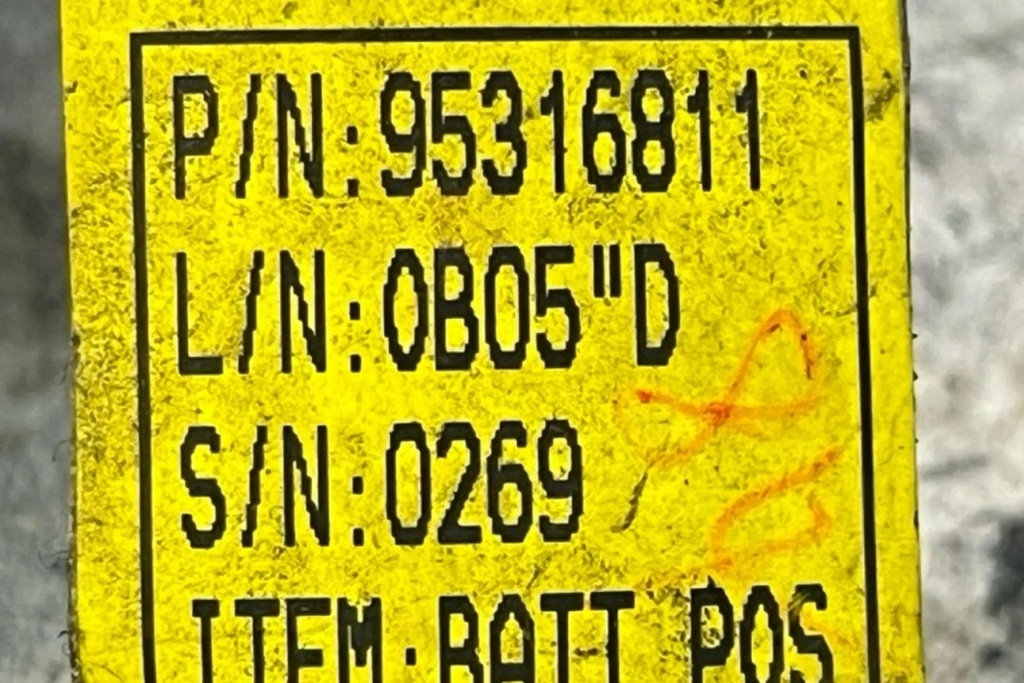 P/N:95316811
L/N:0B05"D
S/N:0269
ITEM:BATT POS